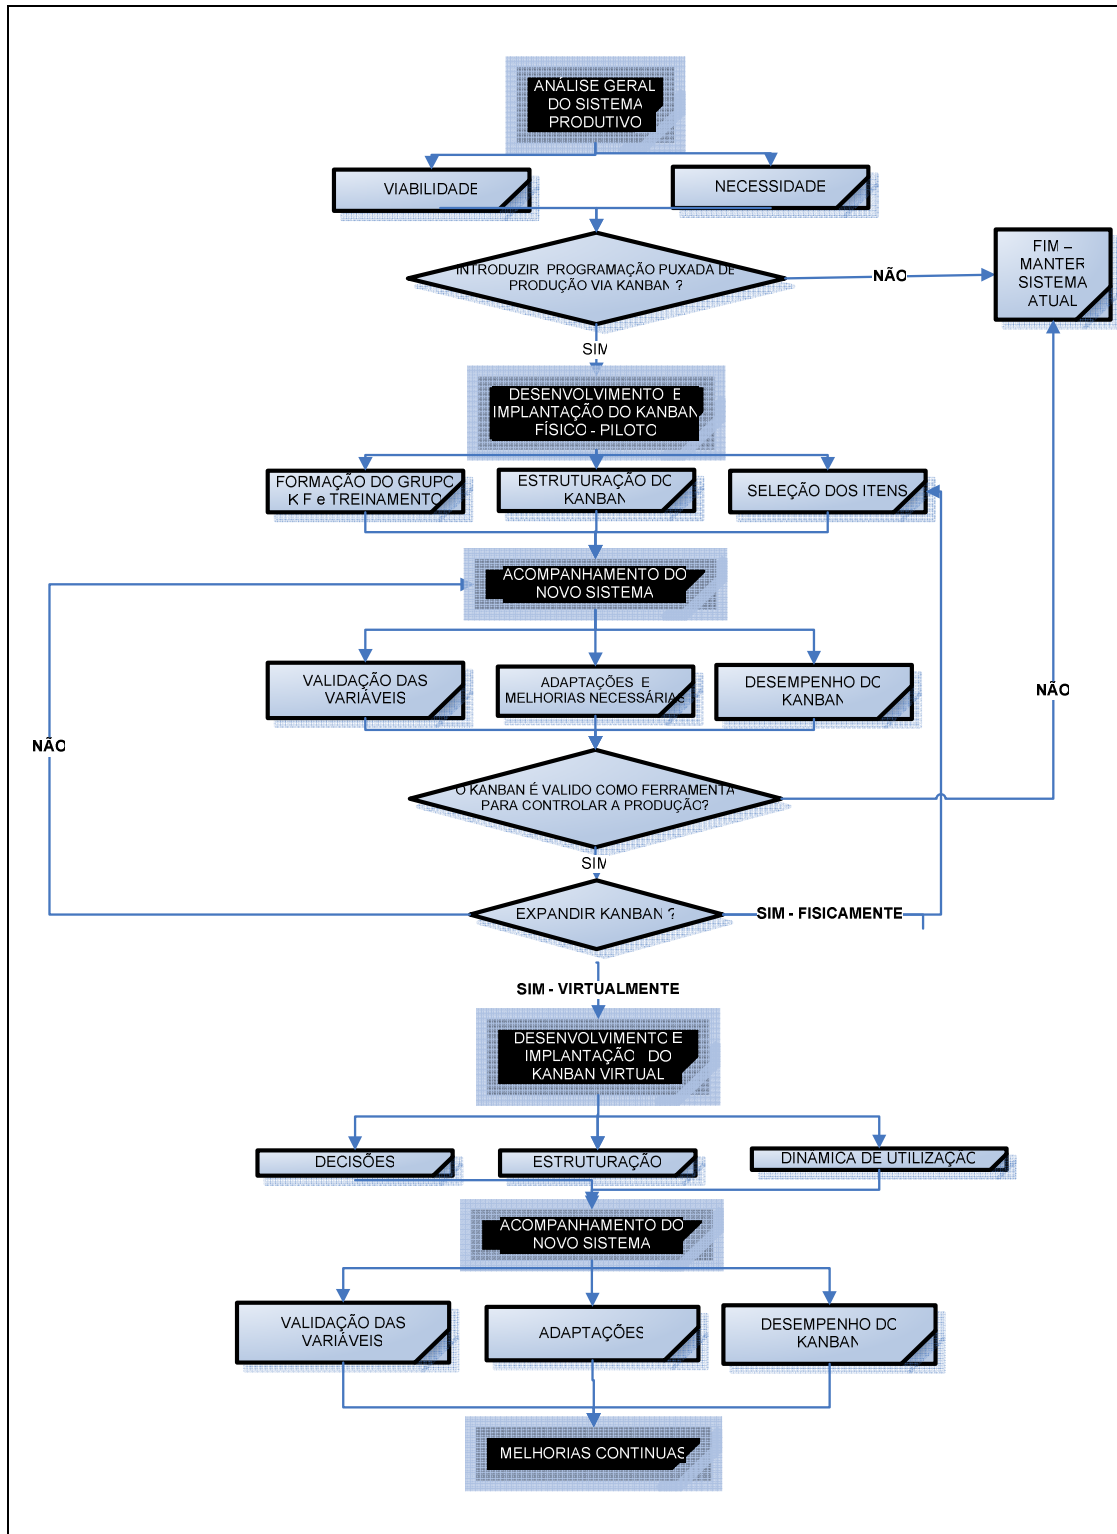 ANÁLISE GERAL
DO SISTEMA
PRODUTIVO
VIABILIDADE
NECESSIDADE
INTRODUZIR PROGRAMAÇÃO PUXADA DE
PRODUÇÃO VIA KANBAN ?
NÃO
FIM –
MANTER
SISTEMA
ATUAL
SIM
DESENVOLVIMENTO E
IMPLANTAÇÃO DO KANBAN
FÍSICO - PILOTO
FORMAÇÃO DO GRUPO
K F e TREINAMENTO
ESTRUTURAÇÃO DO
KANBAN
SELEÇÃO DOS ITENS
ACOMPANHAMENTO DO
NOVO SISTEMA
VALIDAÇÃO DAS
VARIÁVEIS
ADAPTAÇÕES E
MELHORIAS NECESSÁRIAS
DESEMPENHO DO
KANBAN
NÃO
NÃO
O KANBAN É VALIDO COMO FERRAMENTA
PARA CONTROLAR A PRODUÇÃO?
SIM
EXPANDIR KANBAN ?
SIM - FISICAMENTE
SIM - VIRTUALMENTE
DESENVOLVIMENTO E
IMPLANTAÇÃO DO
KANBAN VIRTUAL
DECISÕES
ESTRUTURAÇÃO
DINÂMICA DE UTILIZAÇÃO
ACOMPANHAMENTO DO
NOVO SISTEMA
VALIDAÇÃO DAS
VARIÁVEIS
ADAPTAÇÕES
DESEMPENHO DO
KANBAN
MELHORIAS CONTINUAS